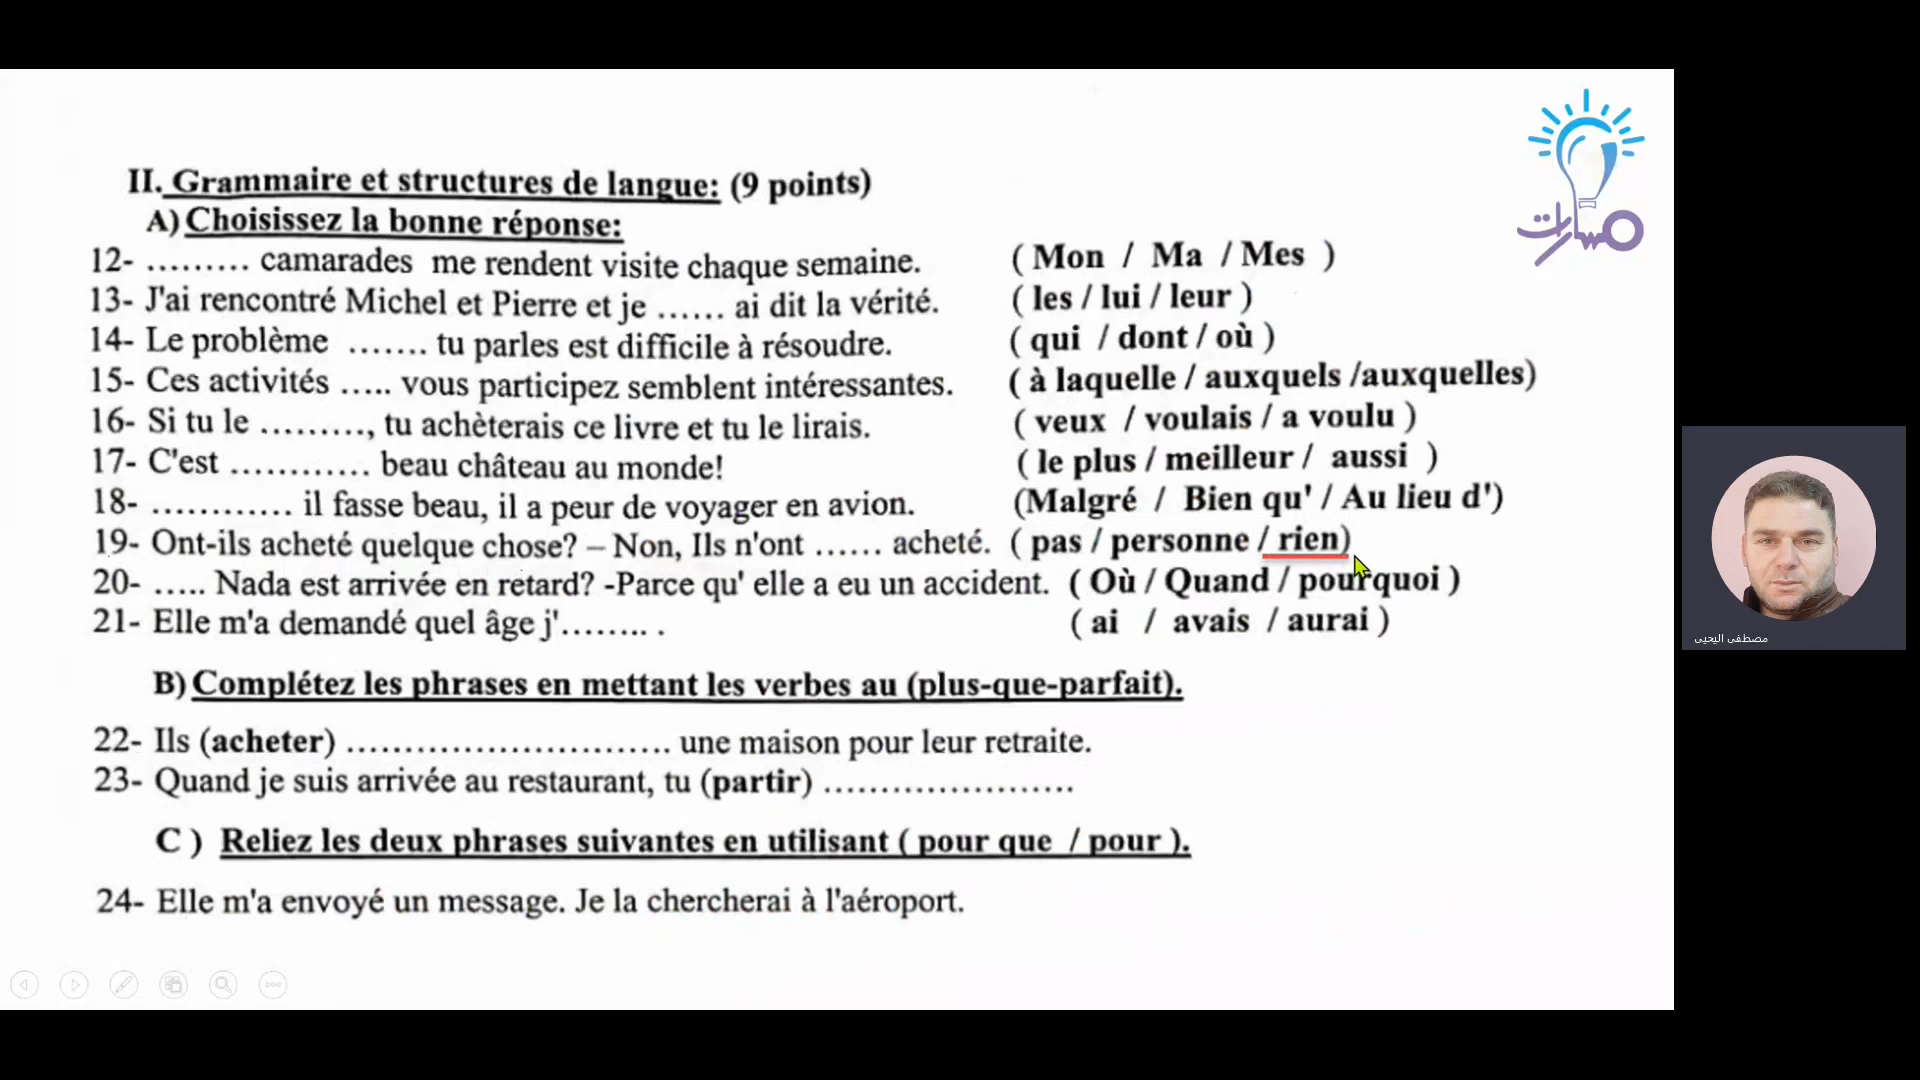 II. Grammaire et structures de langue: (9 points)
A) Choisissez la bonne réponse:
12- ……… camarades me rendent visite chaque semaine. ( Mon / Ma / Mes )
13- J'ai rencontré Michel et Pierre et je …… ai dit la vérité. ( les / lui / leur )
14- Le problème ……. tu parles est difficile à résoudre. ( qui / dont / où )
15- Ces activités ….. vous participez semblent intéressantes. ( à laquelle / auxquels /auxquelles)
16- Si tu le ………, tu achèterais ce livre et tu le lirais. ( veux / voulais / a voulu )
17- C'est ………… beau château au monde! ( le plus / meilleur / aussi )
18- ………… il fasse beau, il a peur de voyager en avion. (Malgré / Bien qu' / Au lieu d')
19- Ont-ils acheté quelque chose? – Non, Ils n'ont …… acheté. ( pas / personne / rien)
20- ….. Nada est arrivée en retard? -Parce qu' elle a eu un accident. ( Où / Quand / pourquoi )
21- Elle m'a demandé quel âge j'…….. . ( ai / avais / aurai )
B) Complétez les phrases en mettant les verbes au (plus-que-parfait).
22- Ils (acheter) ………………………. une maison pour leur retraite.
23- Quand je suis arrivée au restaurant, tu (partir) ………………….
C ) Reliez les deux phrases suivantes en utilisant ( pour que / pour ).
24- Elle m'a envoyé un message. Je la chercherai à l'aéroport.
مسارات
مصطفى اليحيى